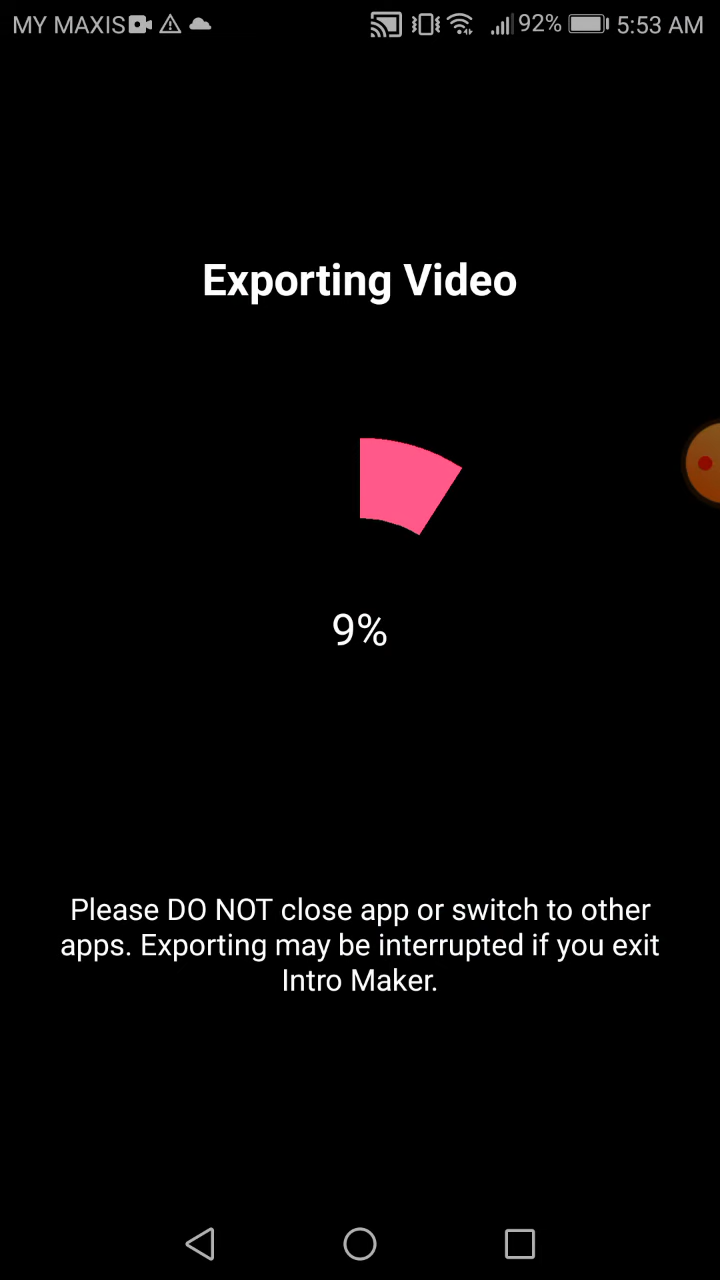 MY MAXIS 92% 5:53 AM
Exporting Video
9%
Please DO NOT close app or switch to other
apps. Exporting may be interrupted if you exit
Intro Maker.